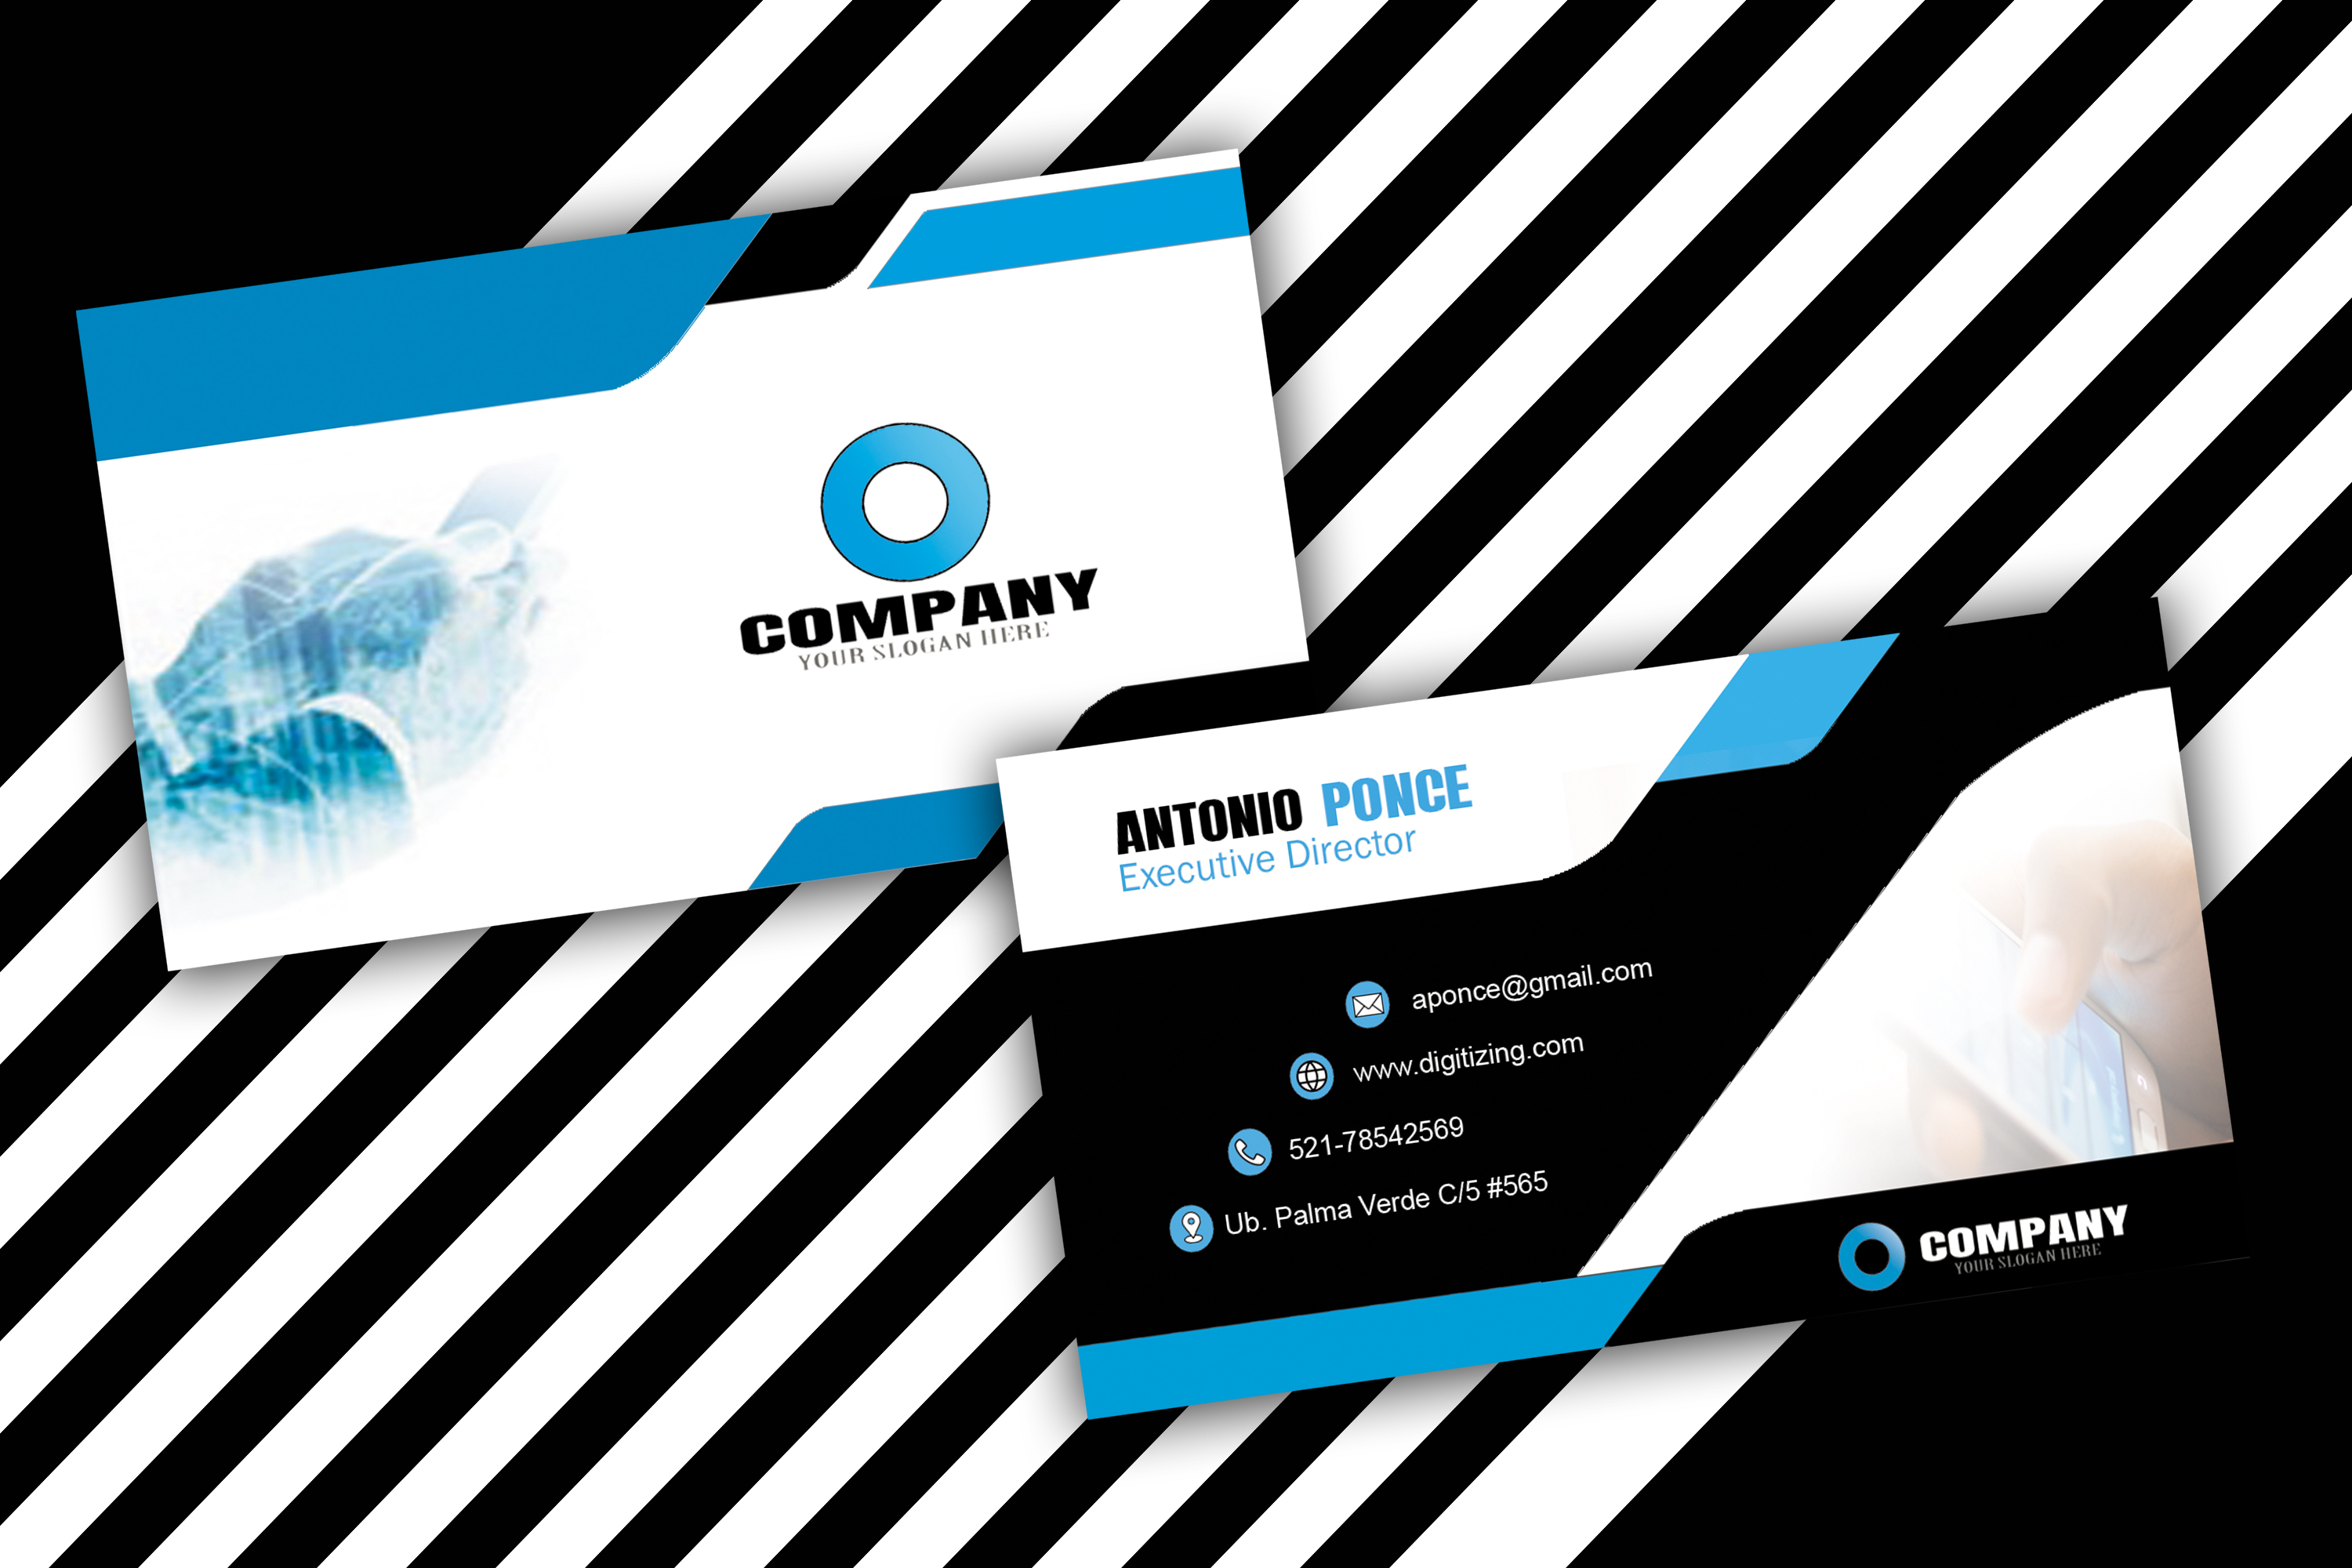 COMPANY
YOUR SLOGAN HERE
ANTONIO PONCE
Executive Director
aponce@gmail.com
www.digitizing.com
521-78542569
Ub. Palma Verde C/5 #565
COMPANY
YOUR SLOGAN HERE